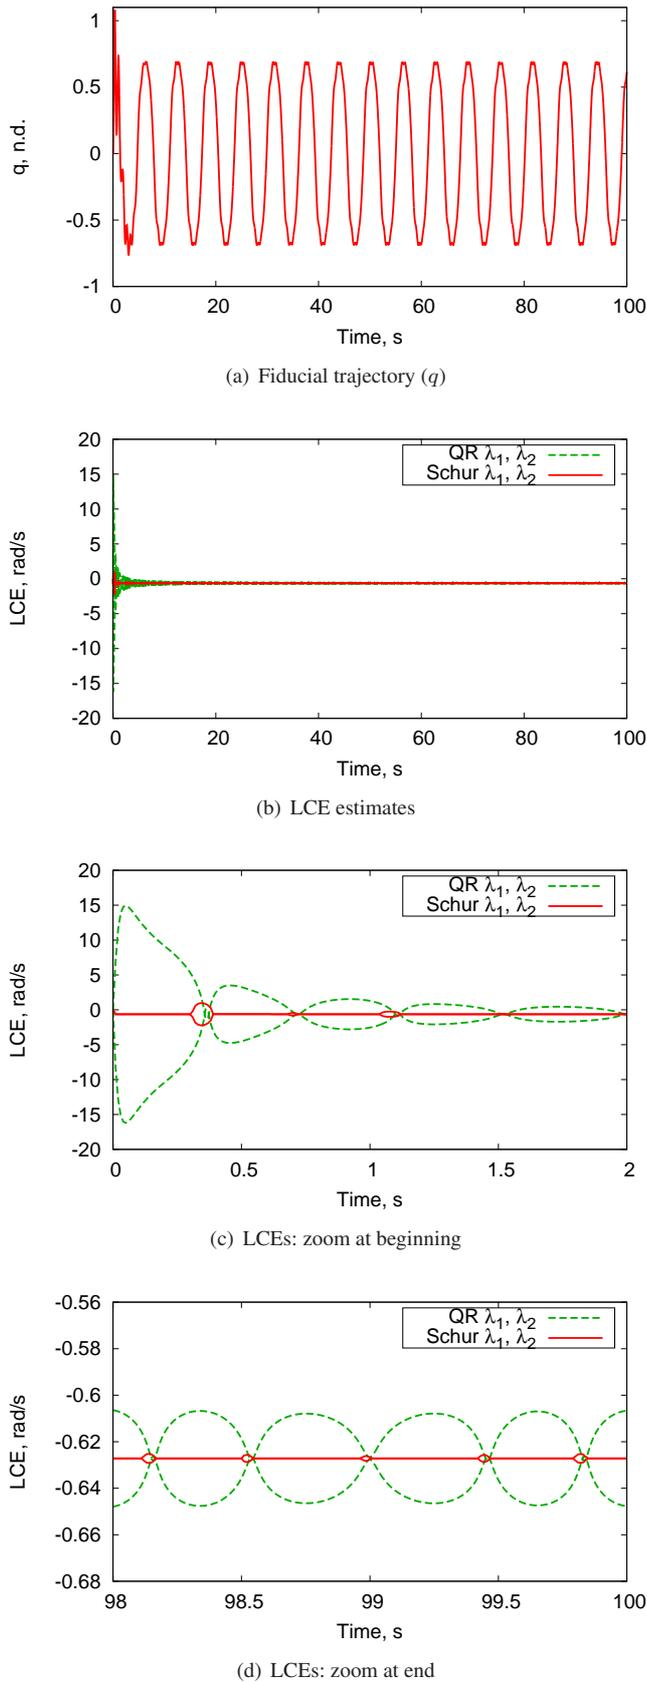 1
0.5
q, n.d.
0
-0.5
-1
0 20 40 60 80 100
Time, s
(a) Fiducial trajectory (q)
20
15
10
5
LCE, rad/s
0
-5
-10
-15
-20
QR λ1, λ2
Schur λ1, λ2
0 20 40 60 80 100
Time, s
(b) LCE estimates
20
15
10
5
LCE, rad/s
0
-5
-10
-15
-20
QR λ1, λ2
Schur λ1, λ2
0 0.5 1 1.5 2
Time, s
(c) LCEs: zoom at beginning
-0.56
-0.58
-0.6
LCE, rad/s
-0.62
-0.64
-0.66
-0.68
QR λ1, λ2
Schur λ1, λ2
98 98.5 99 99.5 100
Time, s
(d) LCEs: zoom at end